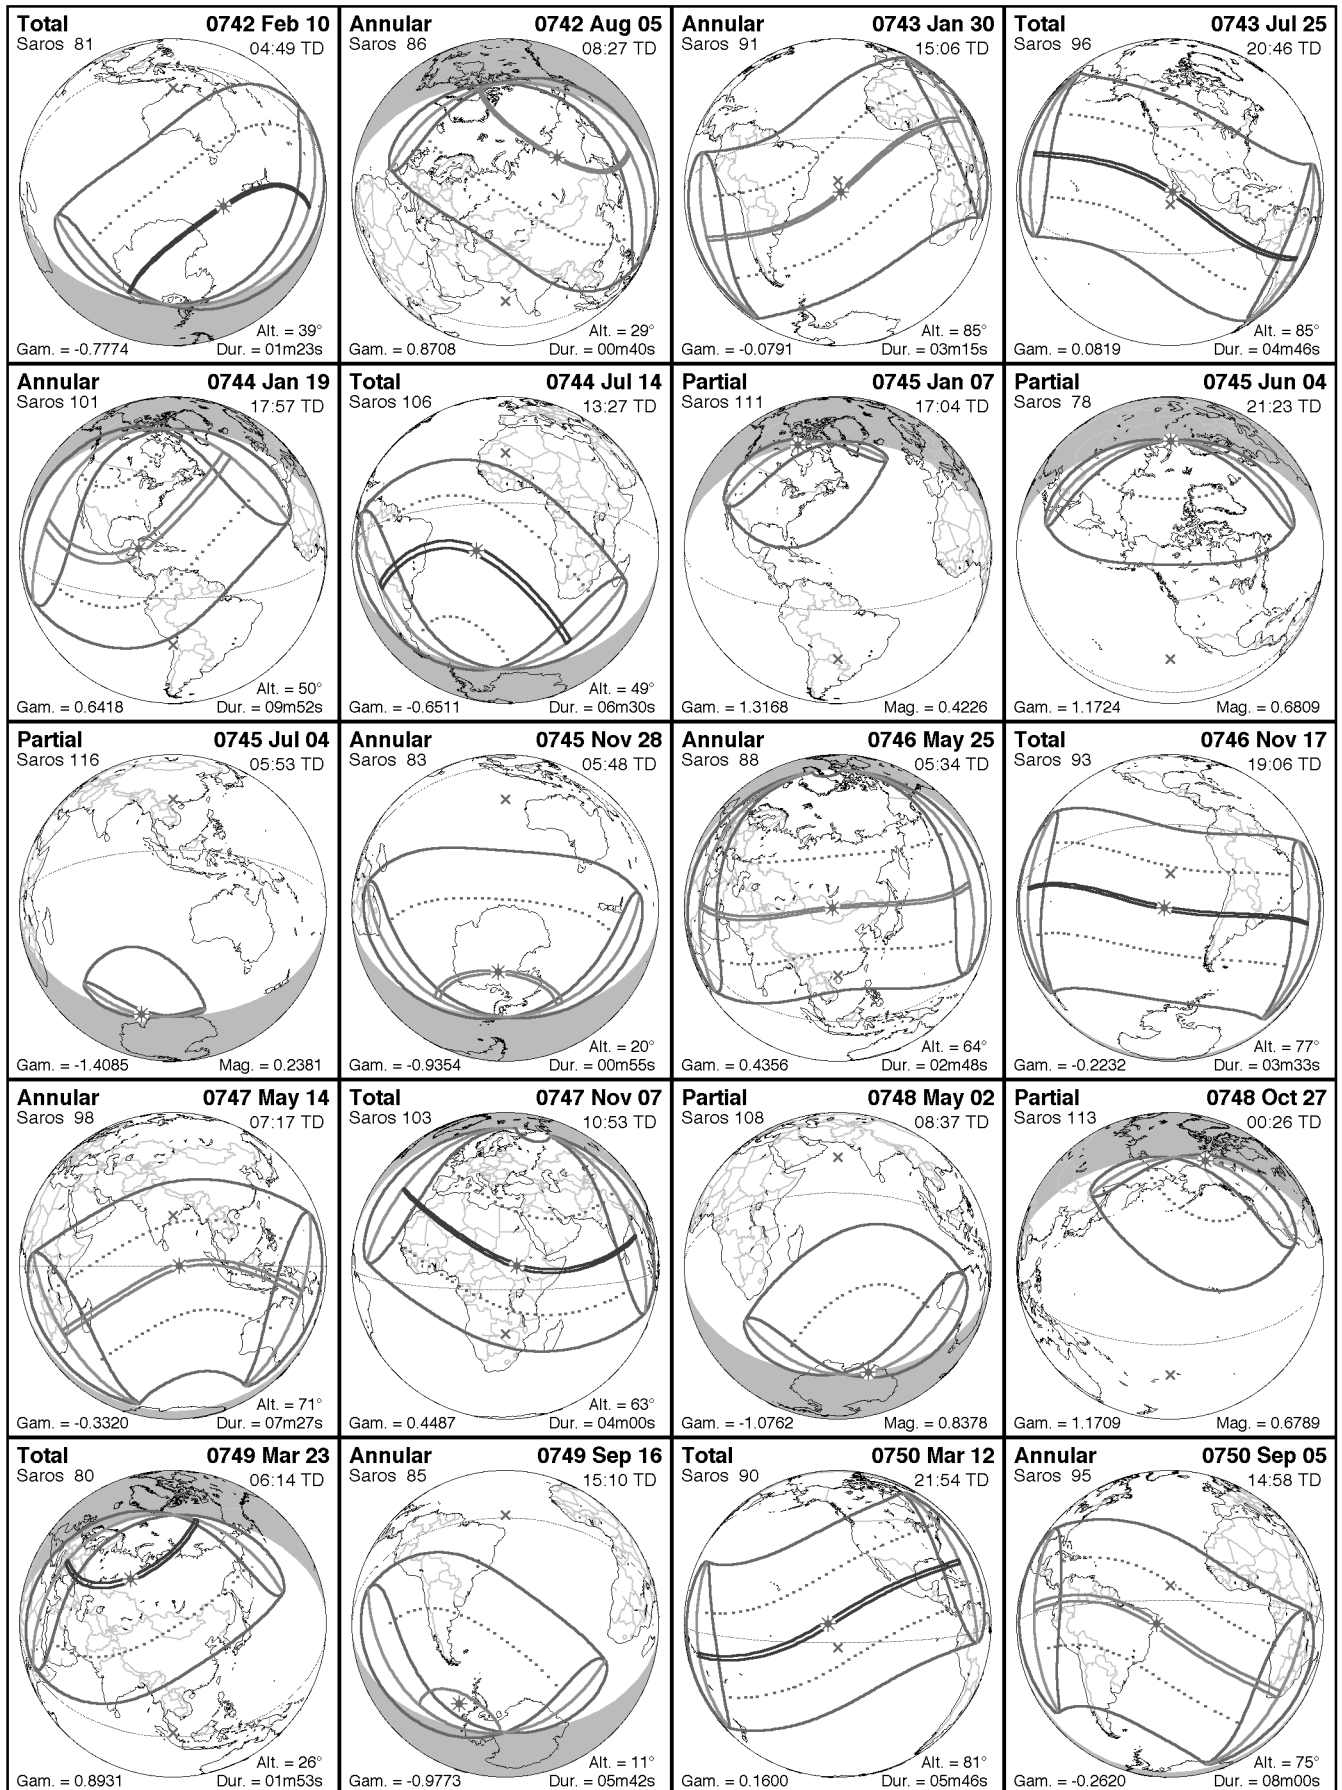 Total 0742 Feb 10
Saros 81 04:49 TD
Alt. = 39°
Gam. = -0.7774 Dur. = 01m23s
Annular 0742 Aug 05
Saros 86 08:27 TD
Alt. = 29°
Gam. = 0.8708 Dur. = 00m40s
Annular 0743 Jan 30
Saros 91 15:06 TD
Alt. = 85°
Gam. = -0.0791 Dur. = 03m15s
Total 0743 Jul 25
Saros 96 20:46 TD
Alt. = 85°
Gam. = 0.0819 Dur. = 04m46s
Annular 0744 Jan 19
Saros 101 17:57 TD
Alt. = 50°
Gam. = 0.6418 Dur. = 09m52s
Total 0744 Jul 14
Saros 106 13:27 TD
Alt. = 49°
Gam. = -0.6511 Dur. = 06m30s
Partial 0745 Jan 07
Saros 111 17:04 TD
Gam. = 1.3168 Mag. = 0.4226
Partial 0745 Jun 04
Saros 78 21:23 TD
Gam. = 1.1724 Mag. = 0.6809
Partial 0745 Jul 04
Saros 116 05:53 TD
Gam. = -1.4085 Mag. = 0.2381
Annular 0745 Nov 28
Saros 83 05:48 TD
Alt. = 20°
Gam. = -0.9354 Dur. = 00m55s
Annular 0746 May 25
Saros 88 05:34 TD
Alt. = 64°
Gam. = 0.4356 Dur. = 02m48s
Total 0746 Nov 17
Saros 93 19:06 TD
Alt. = 77°
Gam. = -0.2232 Dur. = 03m33s
Annular 0747 May 14
Saros 98 07:17 TD
Alt. = 71°
Gam. = -0.3320 Dur. = 07m27s
Total 0747 Nov 07
Saros 103 10:53 TD
Alt. = 63°
Gam. = 0.4487 Dur. = 04m00s
Partial 0748 May 02
Saros 108 08:37 TD
Gam. = -1.0762 Mag. = 0.8378
Partial 0748 Oct 27
Saros 113 00:26 TD
Gam. = 1.1709 Mag. = 0.6789
Total 0749 Mar 23
Saros 80 06:14 TD
Alt. = 26°
Gam. = 0.8931 Dur. = 01m53s
Annular 0749 Sep 16
Saros 85 15:10 TD
Alt. = 11°
Gam. = -0.9773 Dur. = 05m42s
Total 0750 Mar 12
Saros 90 21:54 TD
Alt. = 81°
Gam. = 0.1600 Dur. = 05m46s
Annular 0750 Sep 05
Saros 95 14:58 TD
Alt. = 75°
Gam. = -0.2620 Dur. = 08m00s